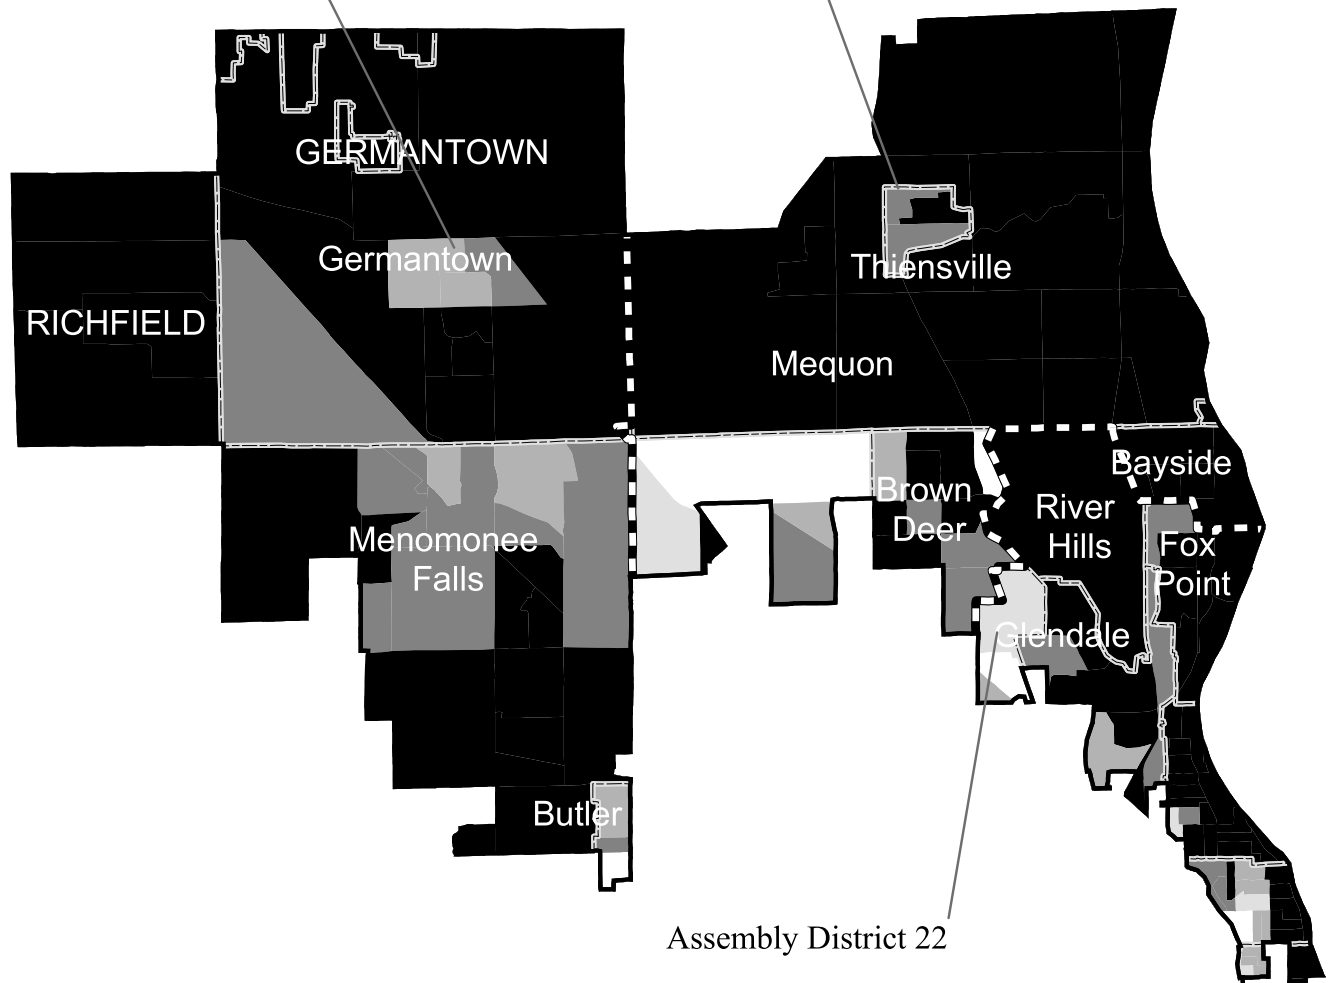 GERMANTOWN
Germantown
Thiensville
RICHFIELD
Mequon
Bayside
Brown
Deer
River
Hills
Menomonee
Falls
Fox
Point
Glendale
Butler
Assembly District 22